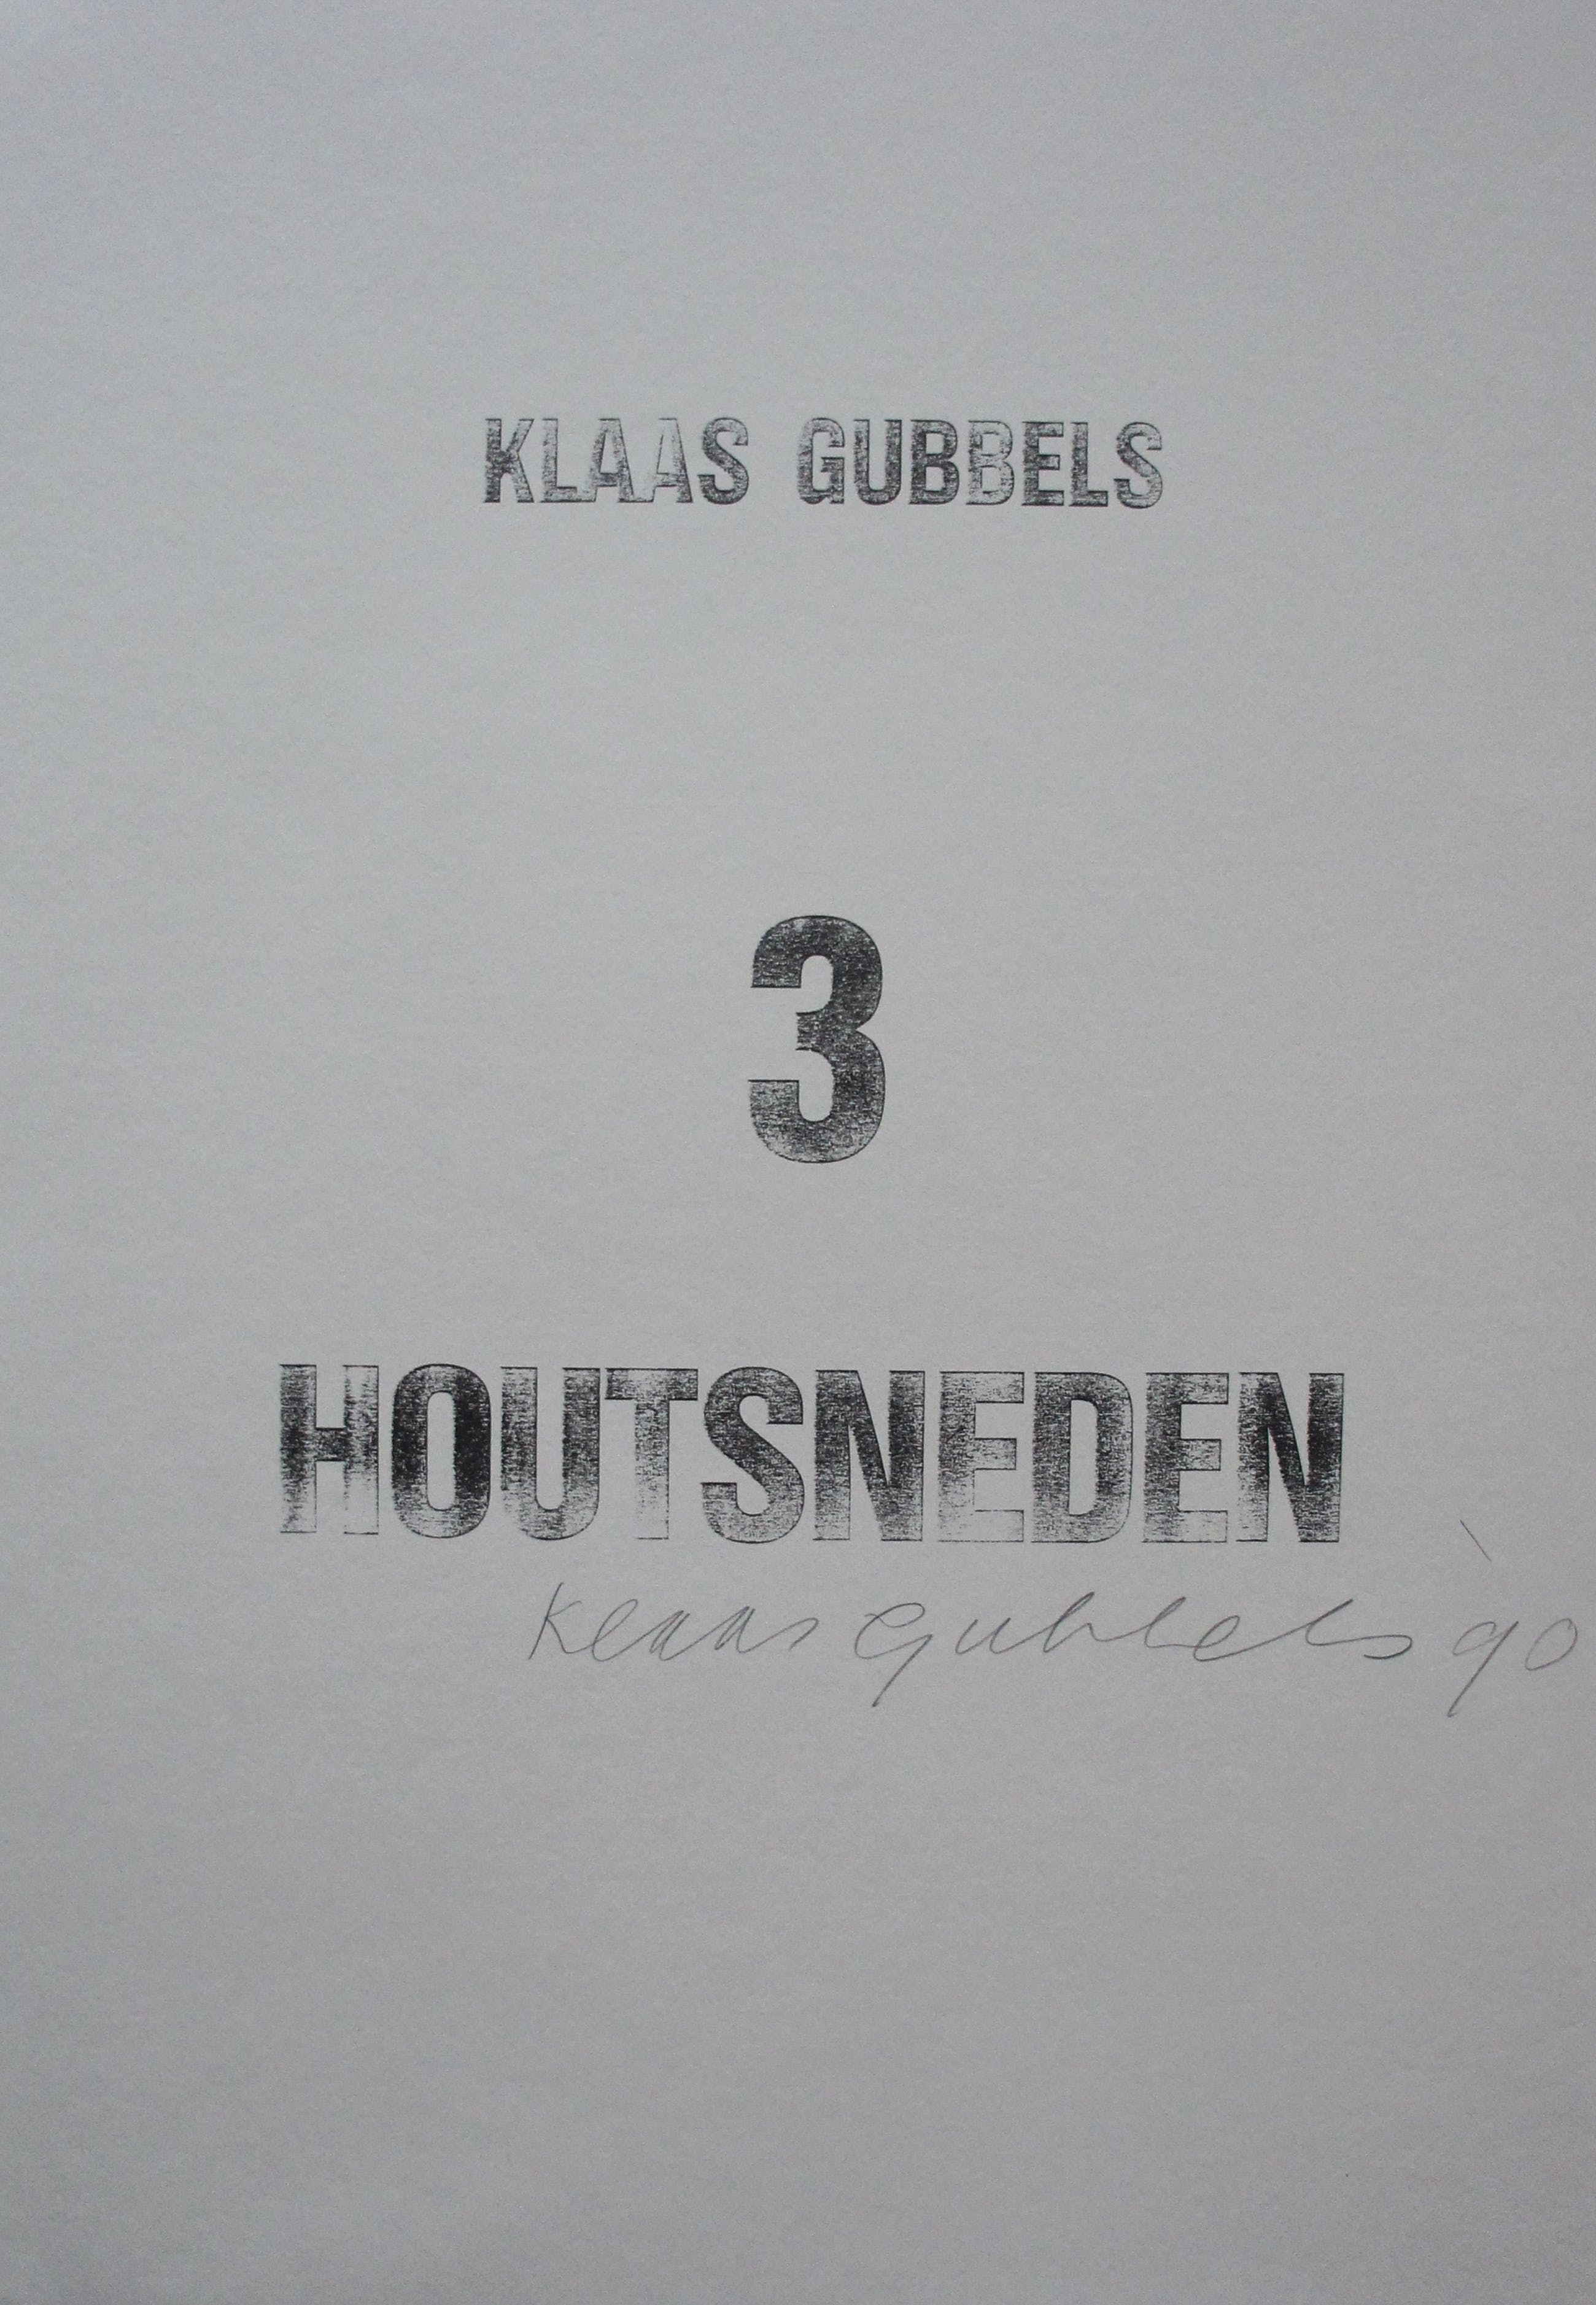 KLAAS GUBBELS
3
HOUTSNEDEN
Klaas Gubbels '90